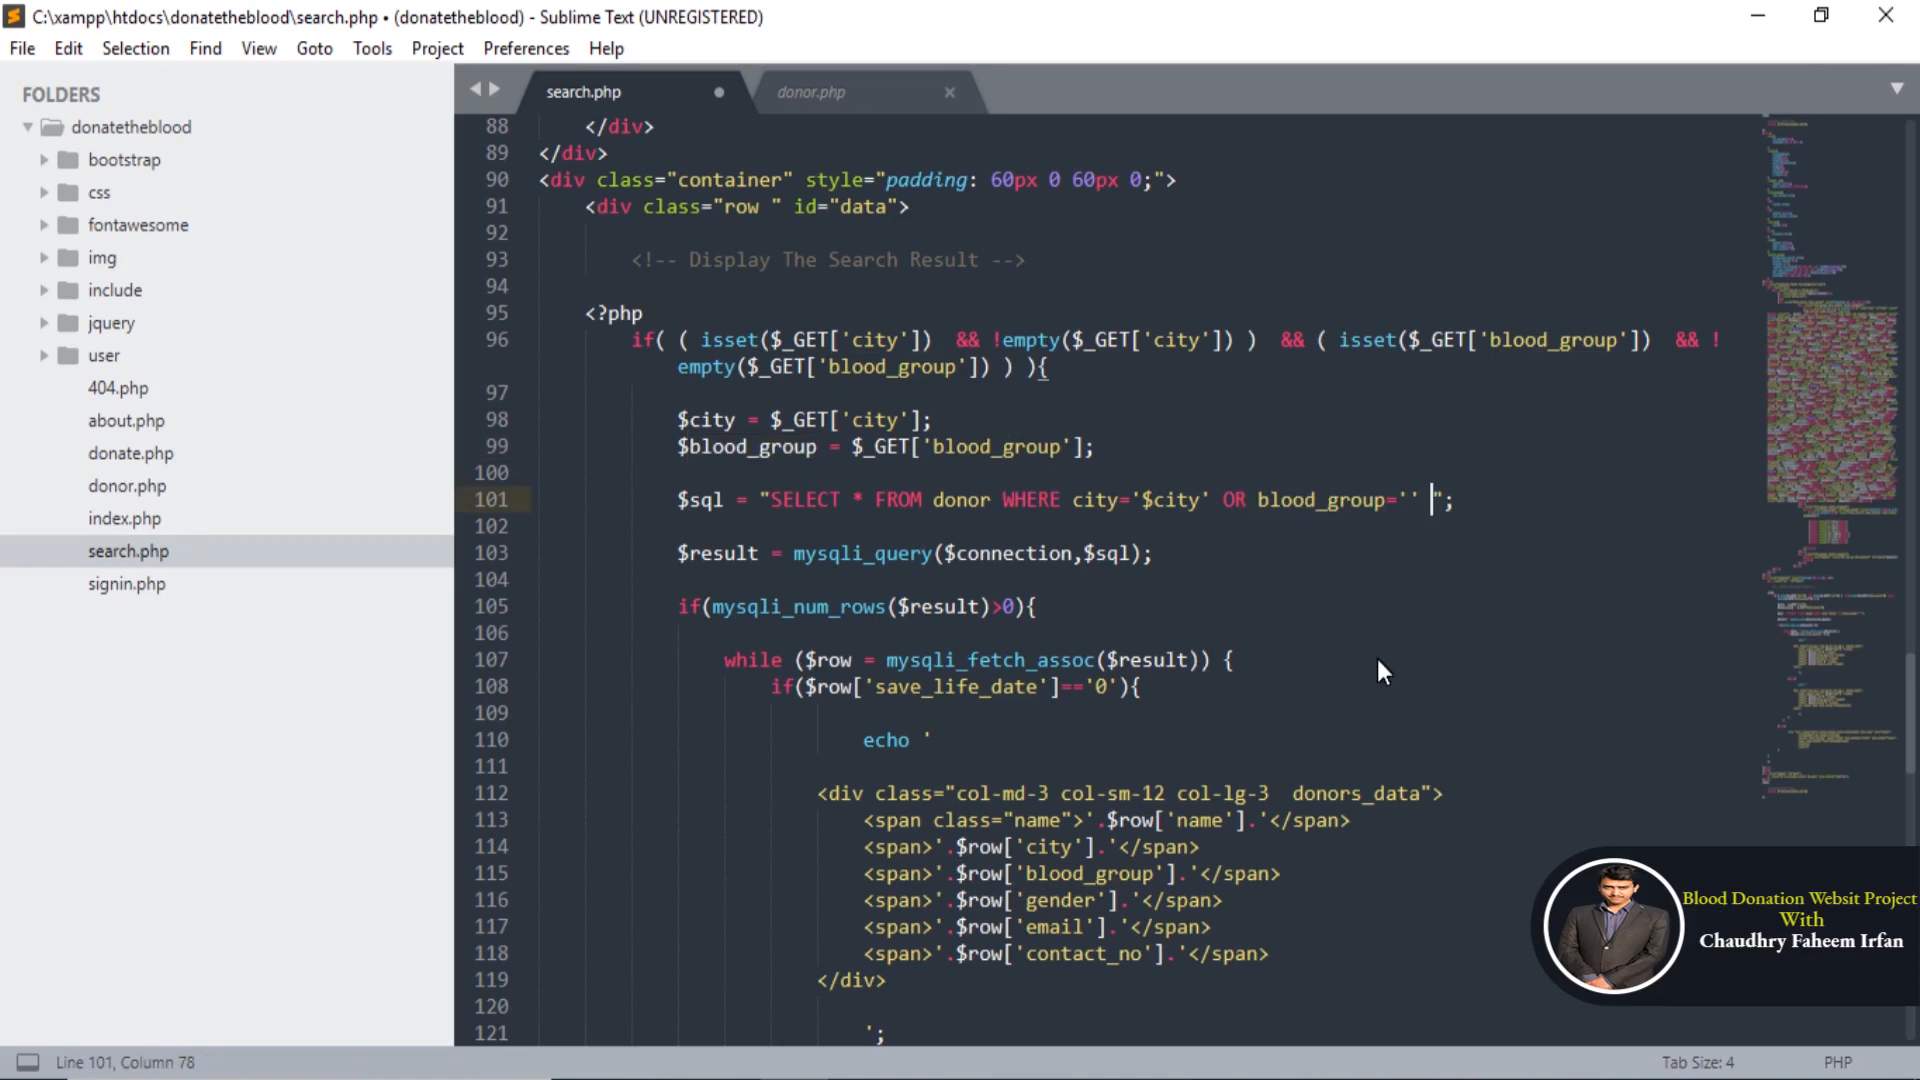 C:\xampp\htdocs\donatetheblood\search.php • (donatetheblood) - Sublime Text (UNREGISTERED)
File Edit Selection Find View Goto Tools Project Preferences Help
FOLDERS
donatetheblood
bootstrap
css
fontawesome
img
include
jquery
user
404.php
about.php
donate.php
donor.php
index.php
search.php
signin.php
search.php donor.php
88 </div>
89 </div>
90 <div class="container" style="padding: 60px 0 60px 0;">
91 <div class="row " id="data">
92
93 <!-- Display The Search Result -->
94
95 <?php
96 if( ( isset($_GET['city']) && !empty($_GET['city']) ) && ( isset($_GET['blood_group']) && !
empty($_GET['blood_group']) ) ){
97
98 $city = $_GET['city'];
99 $blood_group = $_GET['blood_group'];
100
101 $sql = "SELECT * FROM donor WHERE city='$city' OR blood_group='' ";
102
103 $result = mysqli_query($connection,$sql);
104
105 if(mysqli_num_rows($result)>0){
106
107 while ($row = mysqli_fetch_assoc($result)) {
108 if($row['save_life_date']=='0'){
109
110 echo '
111
112 <div class="col-md-3 col-sm-12 col-lg-3  donors_data">
113 <span class="name">'.$row['name'].'</span>
114 <span>'.$row['city'].'</span>
115 <span>'.$row['blood_group'].'</span>
116 <span>'.$row['gender'].'</span>
117 <span>'.$row['email'].'</span>
118 <span>'.$row['contact_no'].'</span>
119 </div>
120
121 ';
Blood Donation Websit Project
With
Chaudhry Faheem Irfan
Line 101, Column 78
Tab Size: 4
PHP